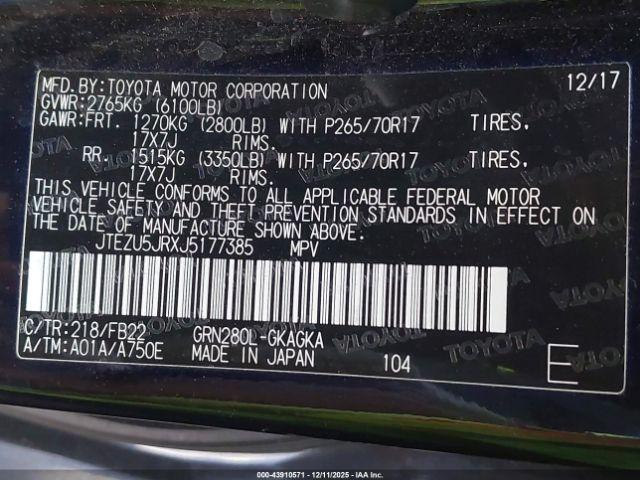 MFD.BY:TOYOTA MOTOR CORPORATION 12/17
GVWR:2765KG (6100LB)
GAWR:FRT. 1270KG (2800LB) WITH P265/70R17 TIRES,
17X7J RIMS.
RR. 1515KG (3350LB) WITH P265/70R17 TIRES,
17X7J RIMS.
THIS VEHICLE CONFORMS TO ALL APPLICABLE FEDERAL MOTOR
VEHICLE SAFETY AND THEFT PREVENTION STANDARDS IN EFFECT ON
THE DATE OF MANUFACTURE SHOWN ABOVE.
JTEZU5JRXJ5177385 MPV
C/TR:218/FB22 GRN280L-GKAGKA
A/TM:A01A/A750E MADE IN JAPAN 104 E
00-43910571 • 12/11/2025 • IAAI.COM